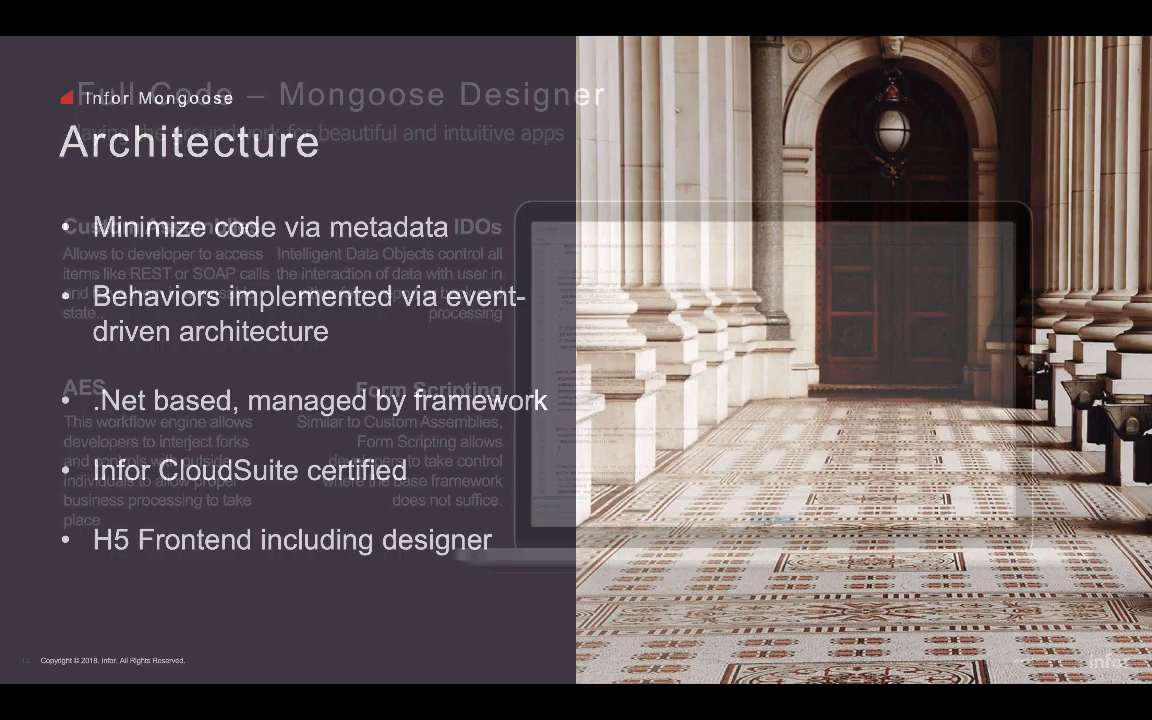 Full Code – Mongoose Designer
Infor Mongoose
for beautiful and intuitive apps
Architecture
• Minimize code via metadata
IDOs
Allows to developer to access
items like REST or SOAP calls
state..
Intelligent Data Objects control all
the interaction of data with user in
processing
• Behaviors implemented via event-
driven architecture
AES
Form Scripting
• .Net based, managed by framework
This workflow engine allows
developers to interject forks
individuals to allow proper
business processing to take
place
Similar to Custom Assemblies,
Form Scripting allows
developers to take control
where the base framework
does not suffice.
• Infor CloudSuite certified
• H5 Frontend including designer
Copyright © 2018. Infor. All Rights Reserved.
infor